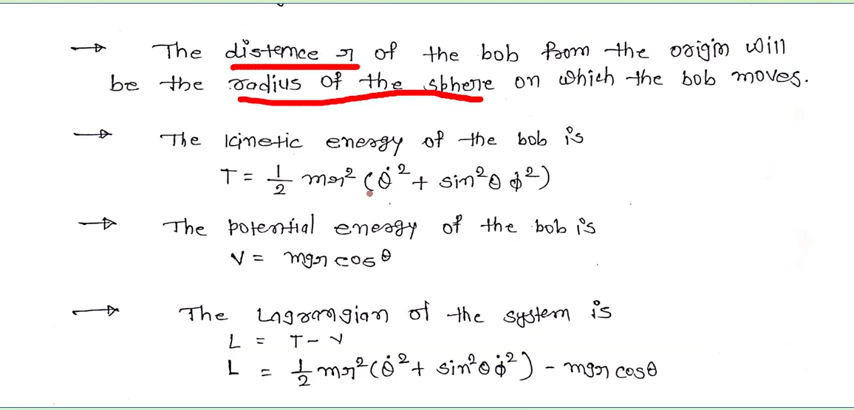 → The distance r of the bob from the origin will
be the radius of the sphere on which the bob moves.
→ The kinetic energy of the bob is
T = 1/2 mr² (θ̇² + sin²θ φ̇²)
→ The potential energy of the bob is
V = mgr cosθ
→ The Lagrangian of the system is
L = T - V
L = 1/2 mr² (θ̇² + sin²θ φ̇²) - mgr cosθ